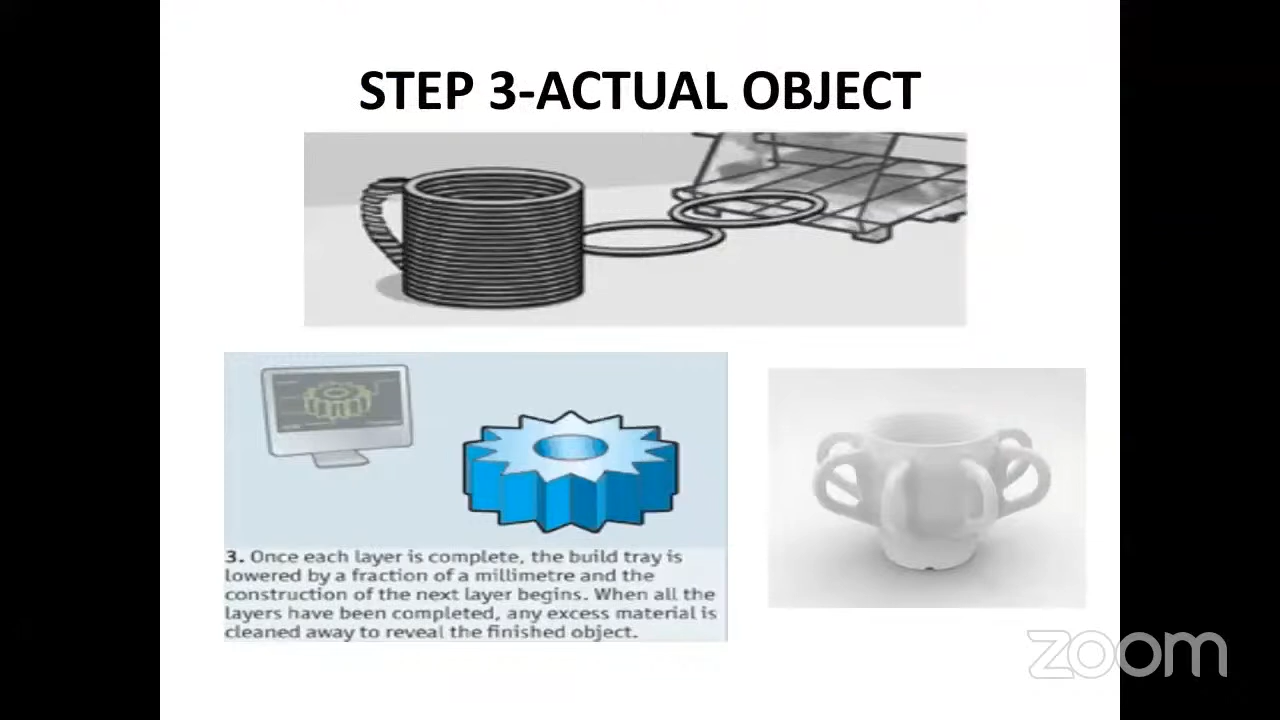 STEP 3-ACTUAL OBJECT
3. Once each layer is complete, the build tray is
lowered by a fraction of a millimetre and the
construction of the next layer begins. When all the
layers have been completed, any excess material is
cleaned away to reveal the finished object.
zoom